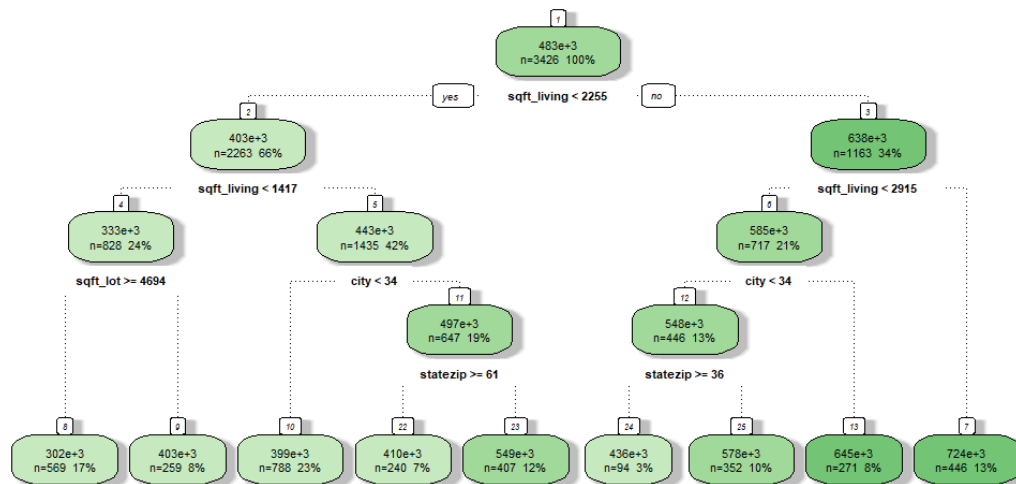 1
483e+3
n=3426 100%
yes sqft_living < 2255 no
2
403e+3
n=2263 66%
sqft_living < 1417
3
638e+3
n=1163 34%
sqft_living < 2915
4
333e+3
n=828 24%
sqft_lot >= 4694
5
443e+3
n=1435 42%
city < 34
6
585e+3
n=717 21%
city < 34
11
497e+3
n=647 19%
statezip >= 61
12
548e+3
n=446 13%
statezip >= 36
8
302e+3
n=569 17%
9
403e+3
n=259 8%
10
399e+3
n=788 23%
22
410e+3
n=240 7%
23
549e+3
n=407 12%
24
436e+3
n=94 3%
25
578e+3
n=352 10%
13
645e+3
n=271 8%
7
724e+3
n=446 13%